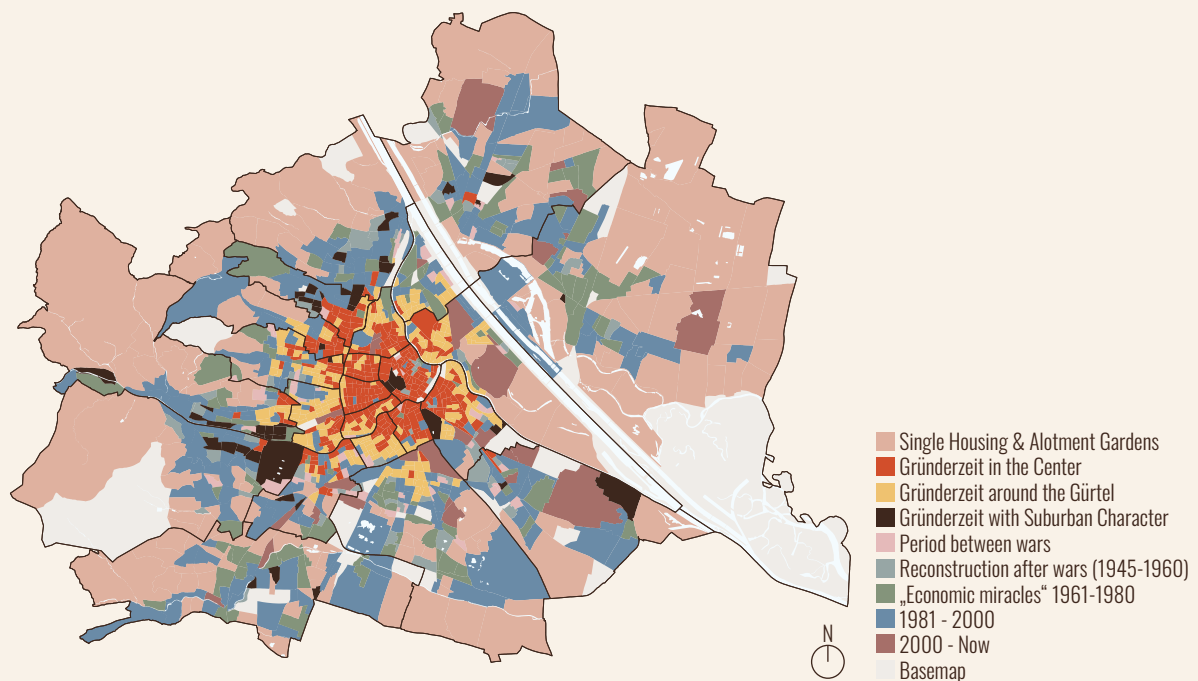 Single Housing & Alotment Gardens
Gründerzeit in the Center
Gründerzeit around the Gürtel
Gründerzeit with Suburban Character
Period between wars
Reconstruction after wars (1945-1960)
„Economic miracles“ 1961-1980
1981 - 2000
N
2000 - Now
Basemap